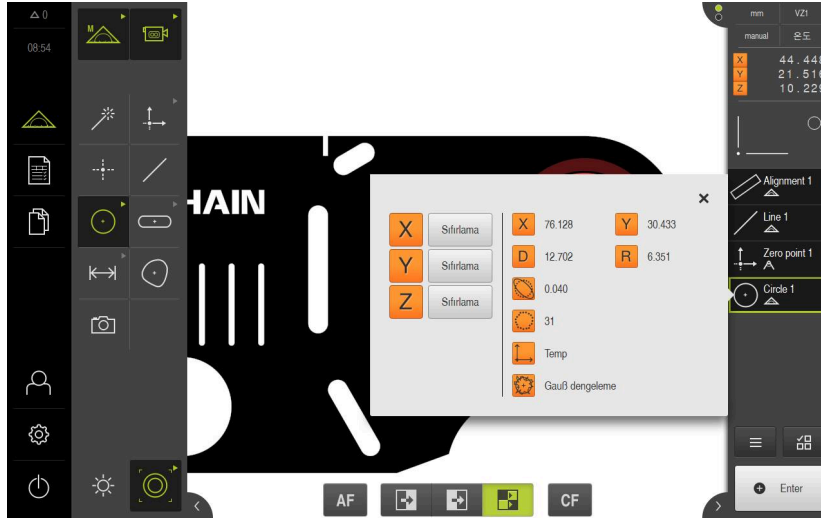 0
08:54
M
HAIN
AF
CF
X Sıfırlama
Y Sıfırlama
Z Sıfırlama
X 76.128 Y 30.433
D 12.702 R 6.351
0.040
31
Temp
Gauß dengeleme
mm VZ1
manual 온도
X 44.448
Y 21.516
Z 10.229
Alignment 1
Line 1
Zero point 1
Circle 1
Enter